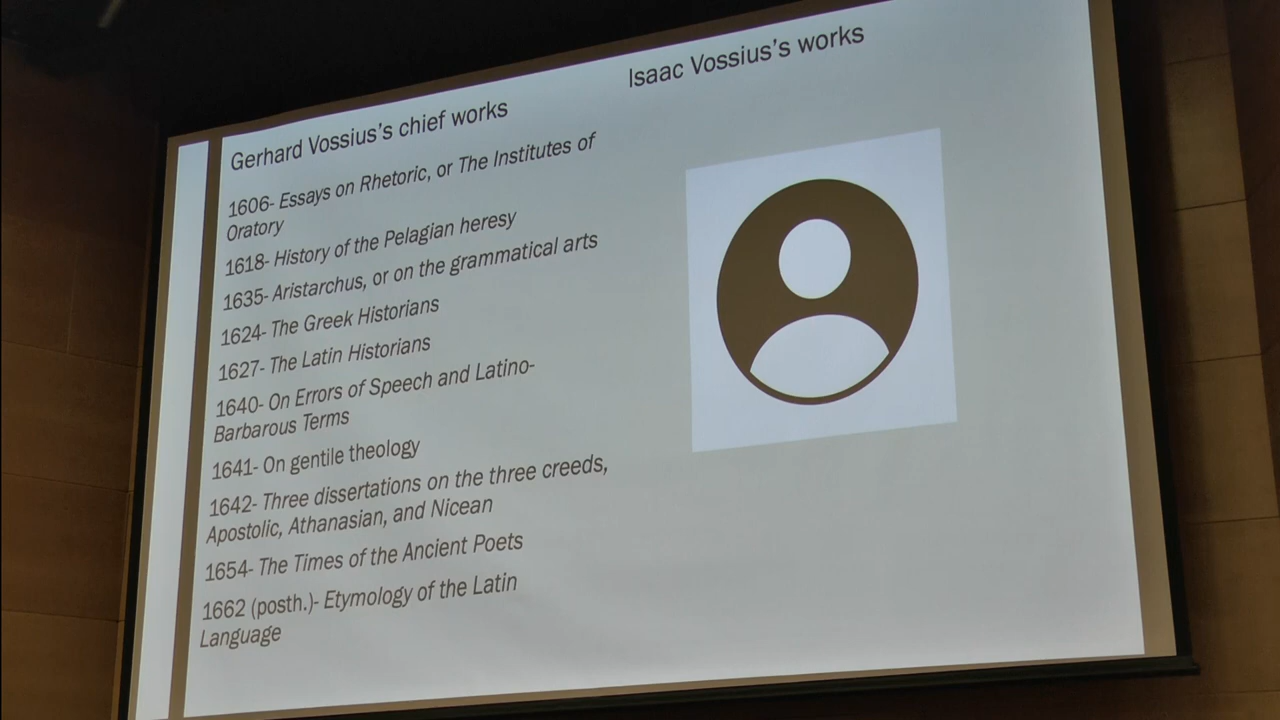 Gerhard Vossius's chief works
1606- Essays on Rhetoric, or The Institutes of
Oratory
1618- History of the Pelagian heresy
1635- Aristarchus, or on the grammatical arts
1624- The Greek Historians
1627- The Latin Historians
1640- On Errors of Speech and Latino-
Barbarous Terms
1641- On gentile theology
1642- Three dissertations on the three creeds,
Apostolic, Athanasian, and Nicean
1654- The Times of the Ancient Poets
1662 (posth.)- Etymology of the Latin
Language
Isaac Vossius's works